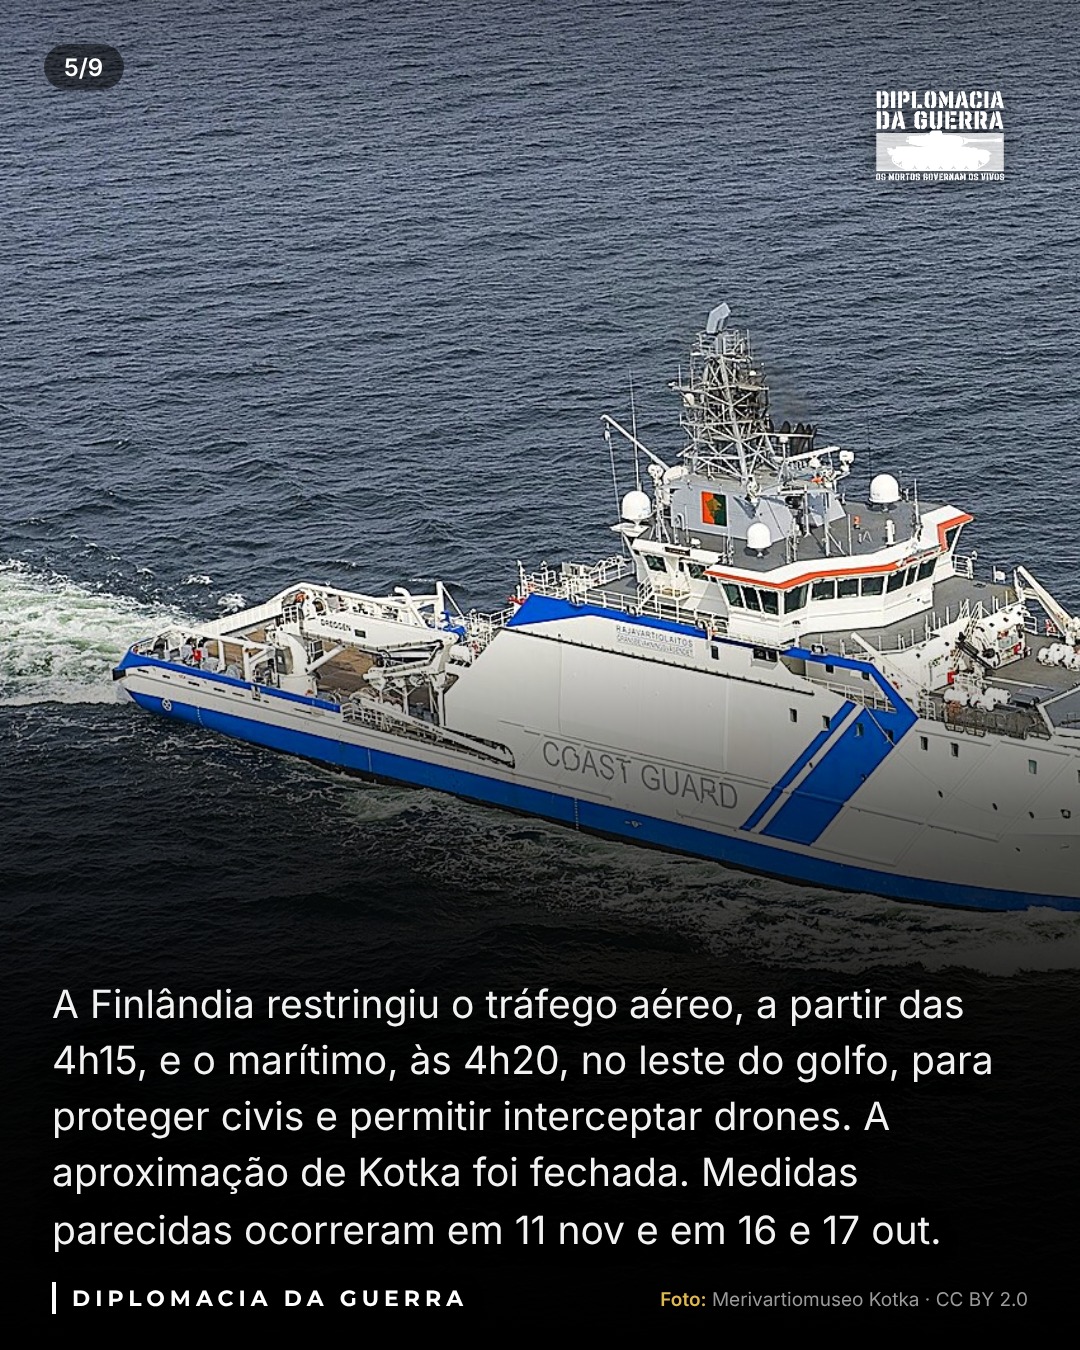 5/9
DIPLOMACIA
DA GUERRA
OS MORTOS GOVERNAM OS VIVOS
DREGGEN
RAJAVARTIOLAITOS
GRÄNSBEVAKNINGSVÄSENDET
COAST GUARD
A Finlândia restringiu o tráfego aéreo, a partir das
4h15, e o marítimo, às 4h20, no leste do golfo, para
proteger civis e permitir interceptar drones. A
aproximação de Kotka foi fechada. Medidas
parecidas ocorreram em 11 nov e em 16 e 17 out.
DIPLOMACIA DA GUERRA
Foto: Merivartiomuseo Kotka · CC BY 2.0